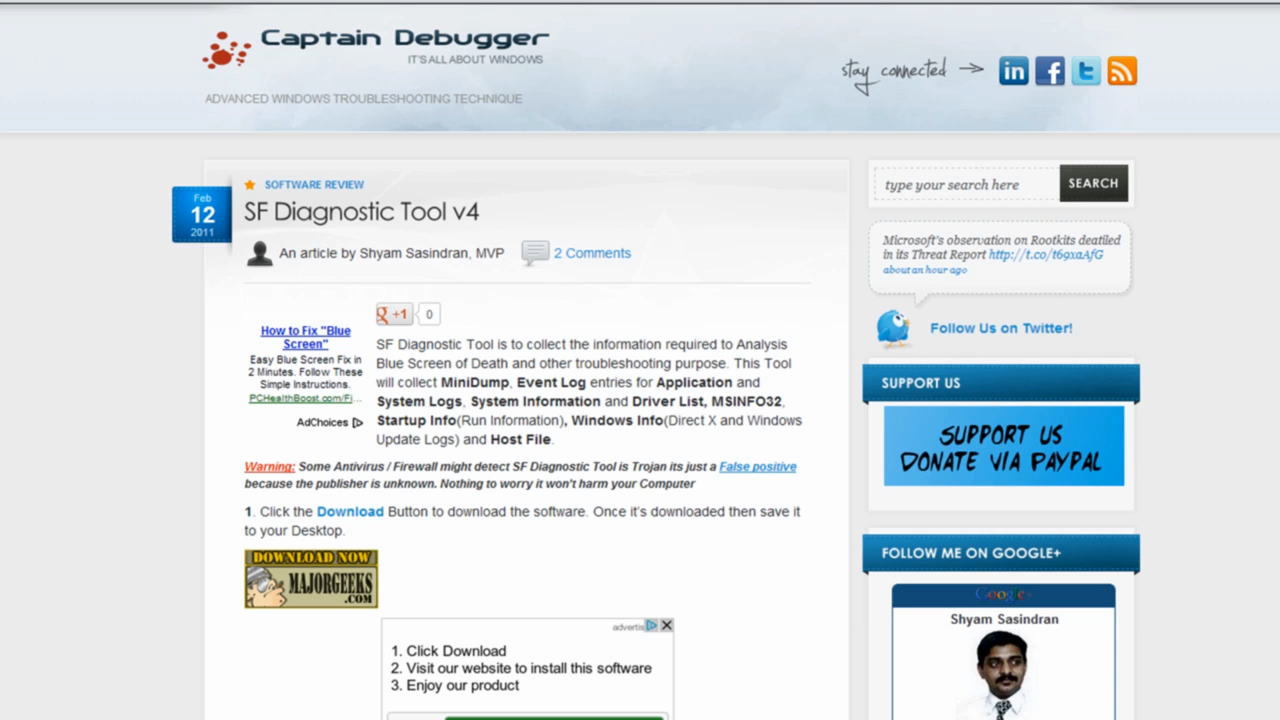 Captain Debugger
IT'S ALL ABOUT WINDOWS
ADVANCED WINDOWS TROUBLESHOOTING TECHNIQUE
stay connected
in
f
t
Feb
12
2011
SOFTWARE REVIEW
SF Diagnostic Tool v4
An article by Shyam Sasindran, MVP
2 Comments
g +1 0
How to Fix "Blue
Screen"
Easy Blue Screen Fix in
2 Minutes. Follow These
Simple Instructions.
PCHealthBoost.com/Fi...
AdChoices
SF Diagnostic Tool is to collect the information required to Analysis
Blue Screen of Death and other troubleshooting purpose. This Tool
will collect MiniDump, Event Log entries for Application and
System Logs, System Information and Driver List, MSINFO32,
Startup Info(Run Information), Windows Info(Direct X and Windows
Update Logs) and Host File.
Warning: Some Antivirus / Firewall might detect SF Diagnostic Tool is Trojan its just a False positive
because the publisher is unknown. Nothing to worry it won't harm your Computer
1. Click the Download Button to download the software. Once it's downloaded then save it
to your Desktop.
DOWNLOAD NOW
MAJORGEEKS
.COM
advertis
1. Click Download
2. Visit our website to install this software
3. Enjoy our product
type your search here
SEARCH
Microsoft's observation on Rootkits deatiled
in its Threat Report http://t.co/t69xaAfG
about an hour ago
Follow Us on Twitter!
SUPPORT US
SUPPORT US
DONATE VIA PAYPAL
FOLLOW ME ON GOOGLE+
Google+
Shyam Sasindran